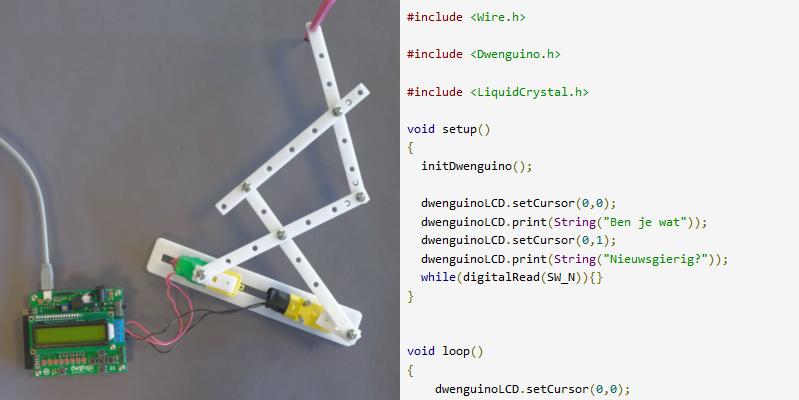 #include <Wire.h>
#include <Dwenguino.h>
#include <LiquidCrystal.h>
void setup()
{
initDwenguino();
dwenguinoLCD.setCursor(0,0);
dwenguinoLCD.print(String("Ben je wat"));
dwenguinoLCD.setCursor(0,1);
dwenguinoLCD.print(String("Nieuwsgierig?"));
while(digitalRead(SW_N)){}
}
void loop()
{
dwenguinoLCD.setCursor(0,0);
dwengo